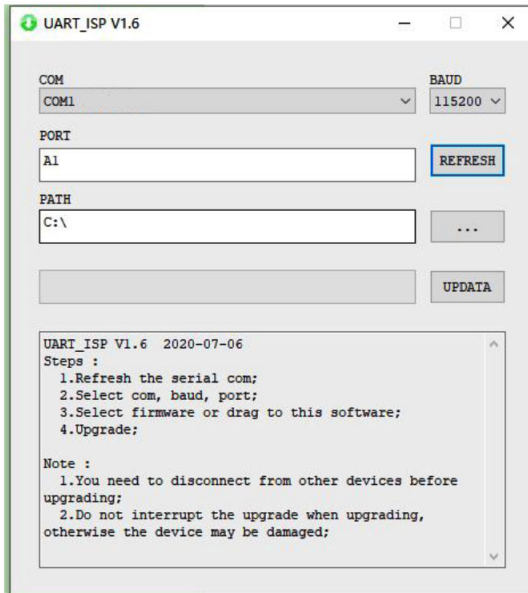 UART_ISP V1.6
COM
BAUD
COM1
115200
PORT
A1
REFRESH
PATH
C:\
...
UPDATA
UART_ISP V1.6  2020-07-06
Steps :
1.Refresh the serial com;
2.Select com, baud, port;
3.Select firmware or drag to this software;
4.Upgrade;
Note :
1.You need to disconnect from other devices before
upgrading;
2.Do not interrupt the upgrade when upgrading,
otherwise the device may be damaged;